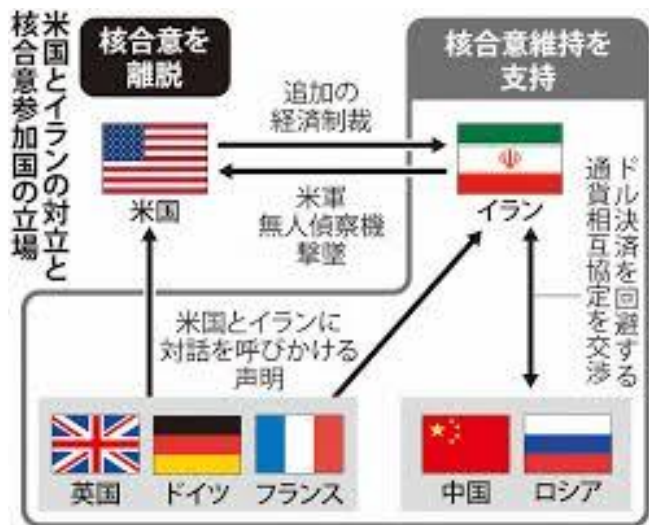 米国とイランの対立と
核合意参加国の立場
核合意を
離脱
核合意維持を
支持
追加の
経済制裁
米国
イラン
米軍
無人偵察機
撃墜
ドル決済を回避する
通貨相互協定を交渉
米国とイランに
対話を呼びかける
声明
英国
ドイツ
フランス
中国
ロシア